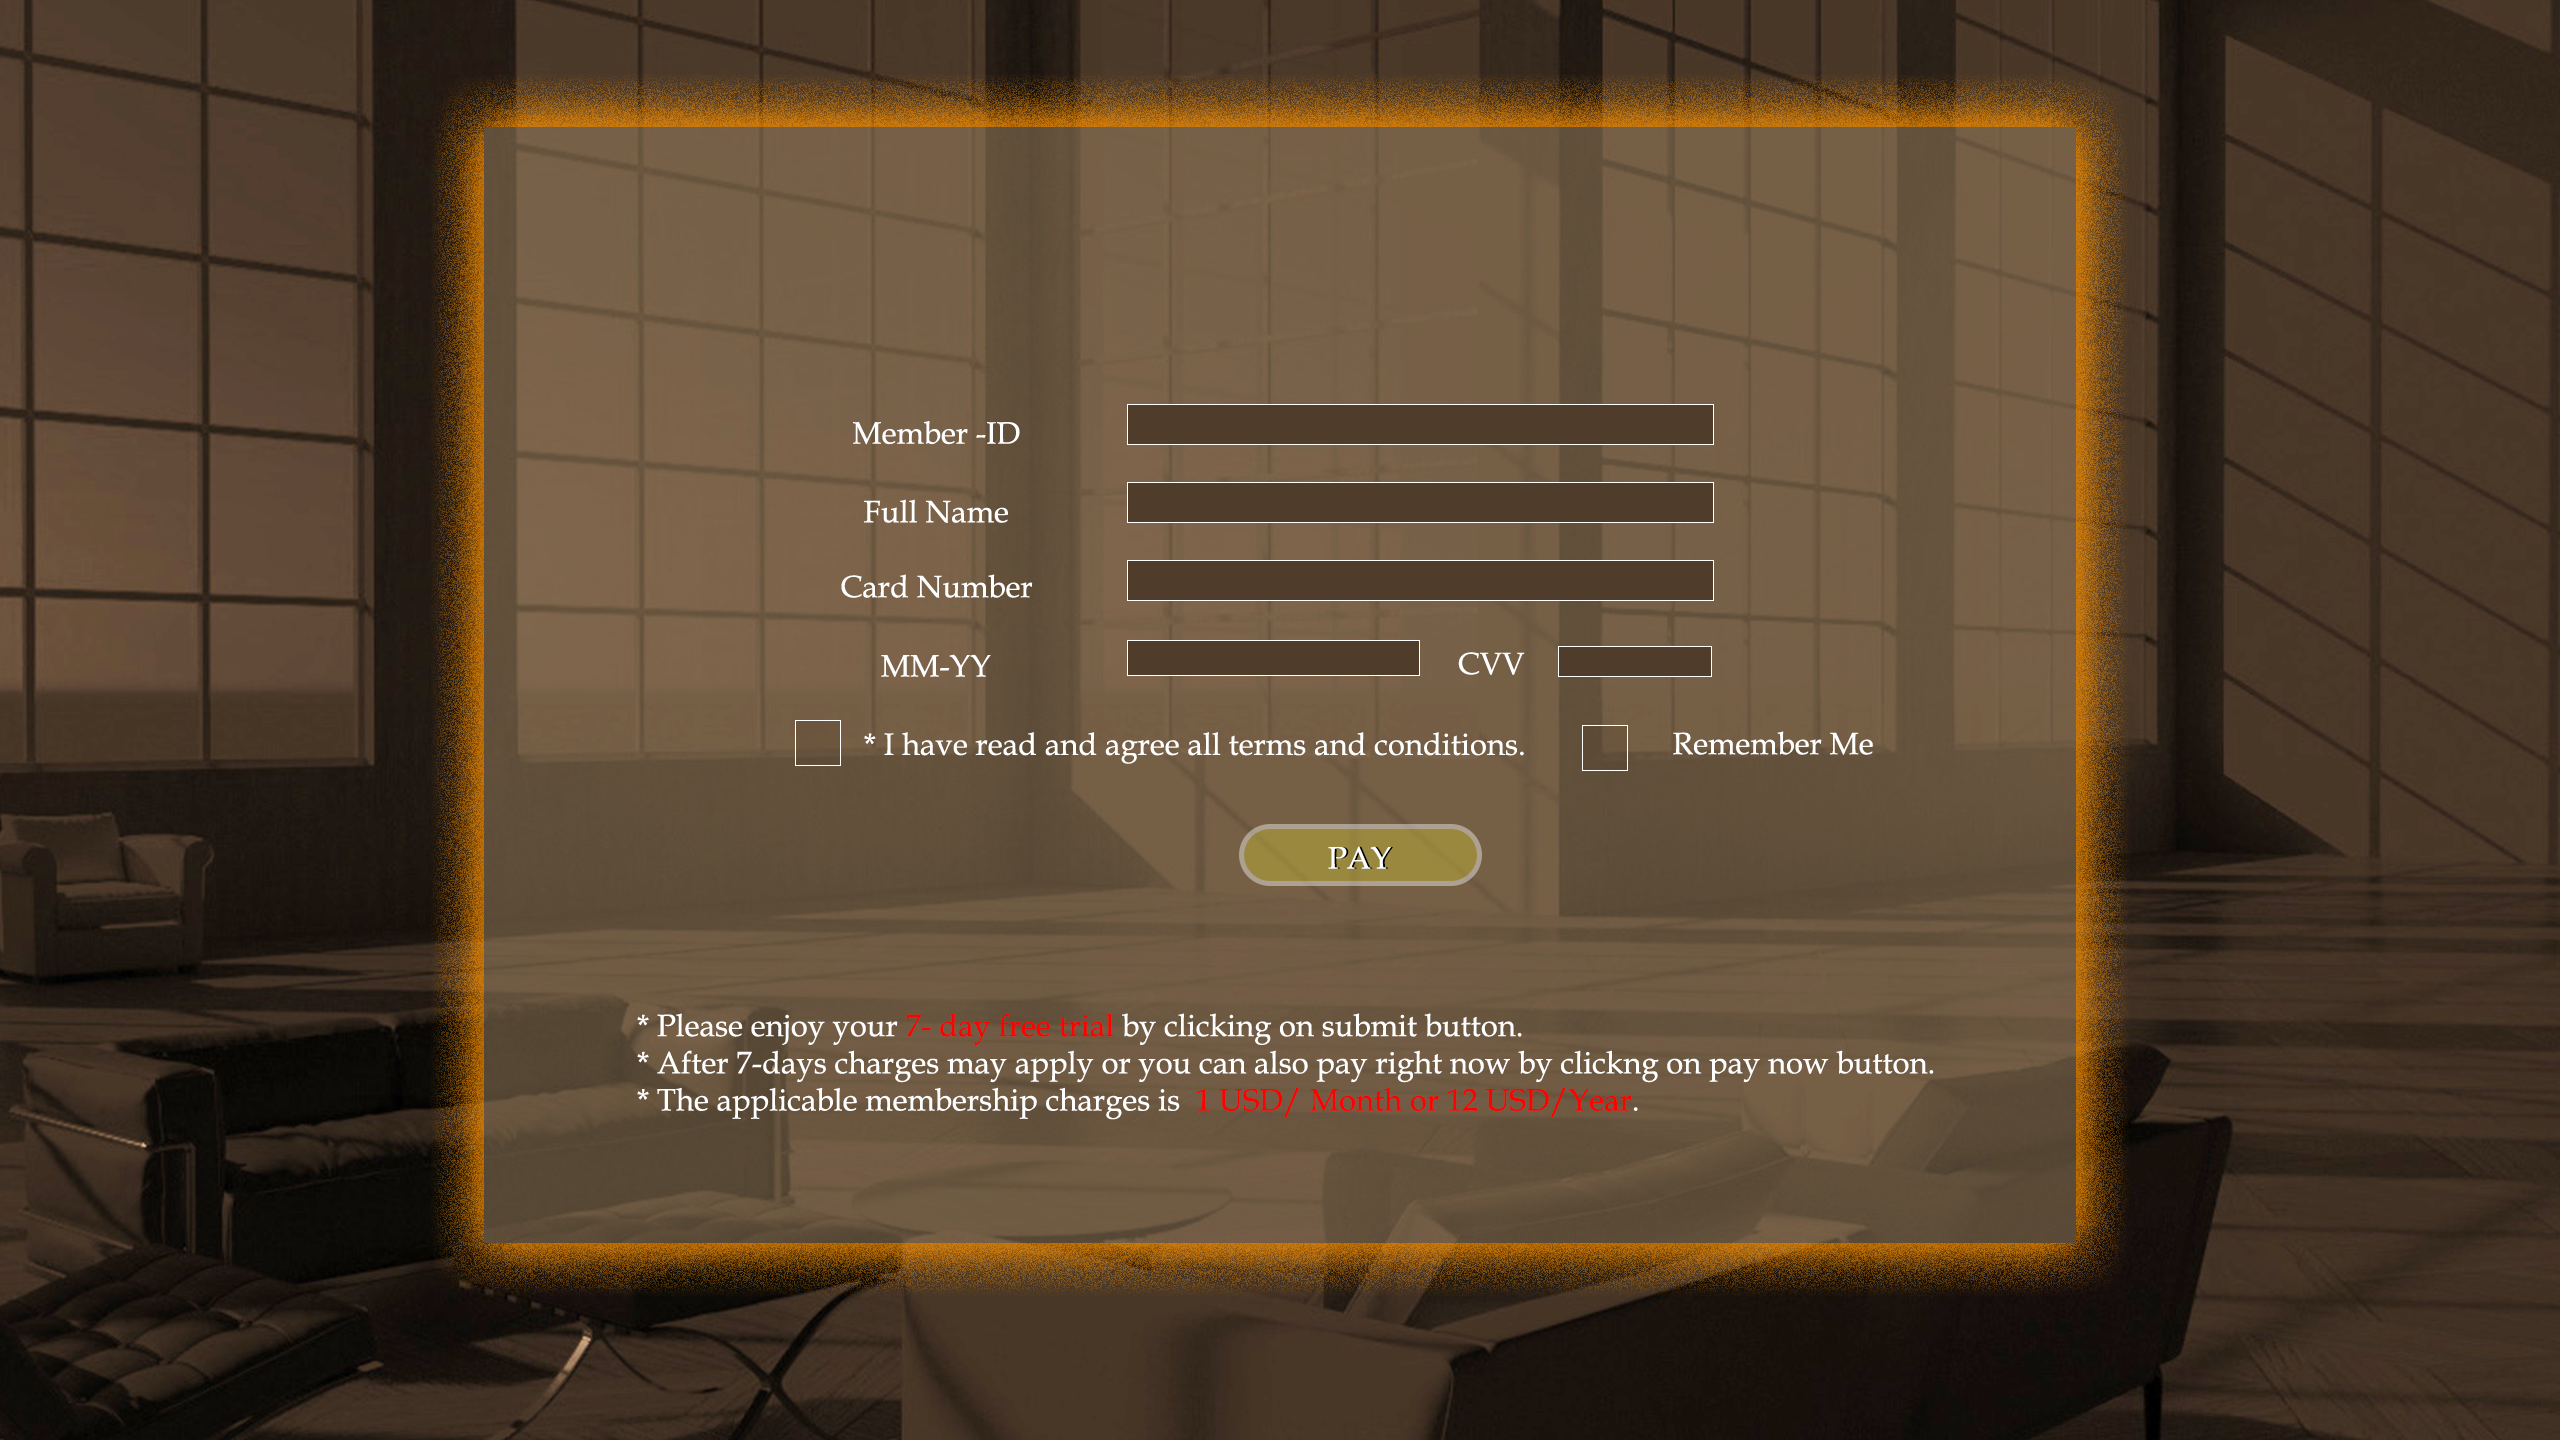 Member -ID
Full Name
Card Number
MM-YY CVV
* I have read and agree all terms and conditions. Remember Me
PAY
* Please enjoy your 7- day free trial by clicking on submit button.
* After 7-days charges may apply or you can also pay right now by clickng on pay now button.
* The applicable membership charges is  1 USD/ Month or 12 USD/Year.